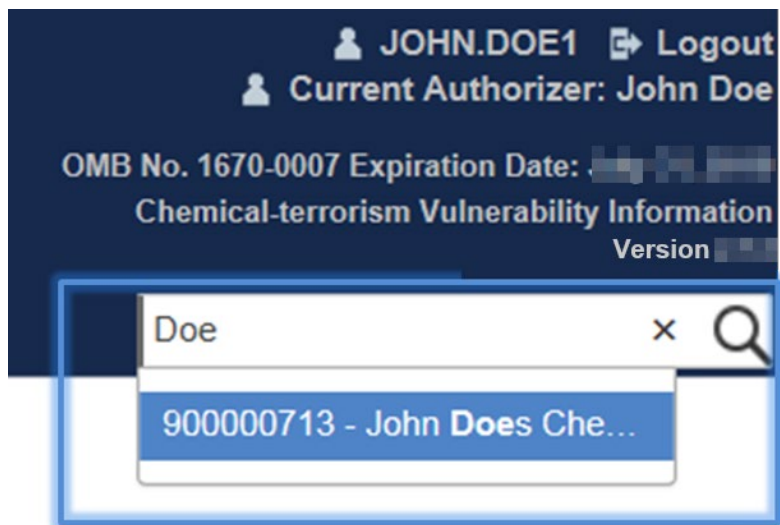 JOHN.DOE1 Logout
Current Authorizer: John Doe
OMB No. 1670-0007 Expiration Date:
Chemical-terrorism Vulnerability Information
Version
Doe ×
900000713 - John Does Che...